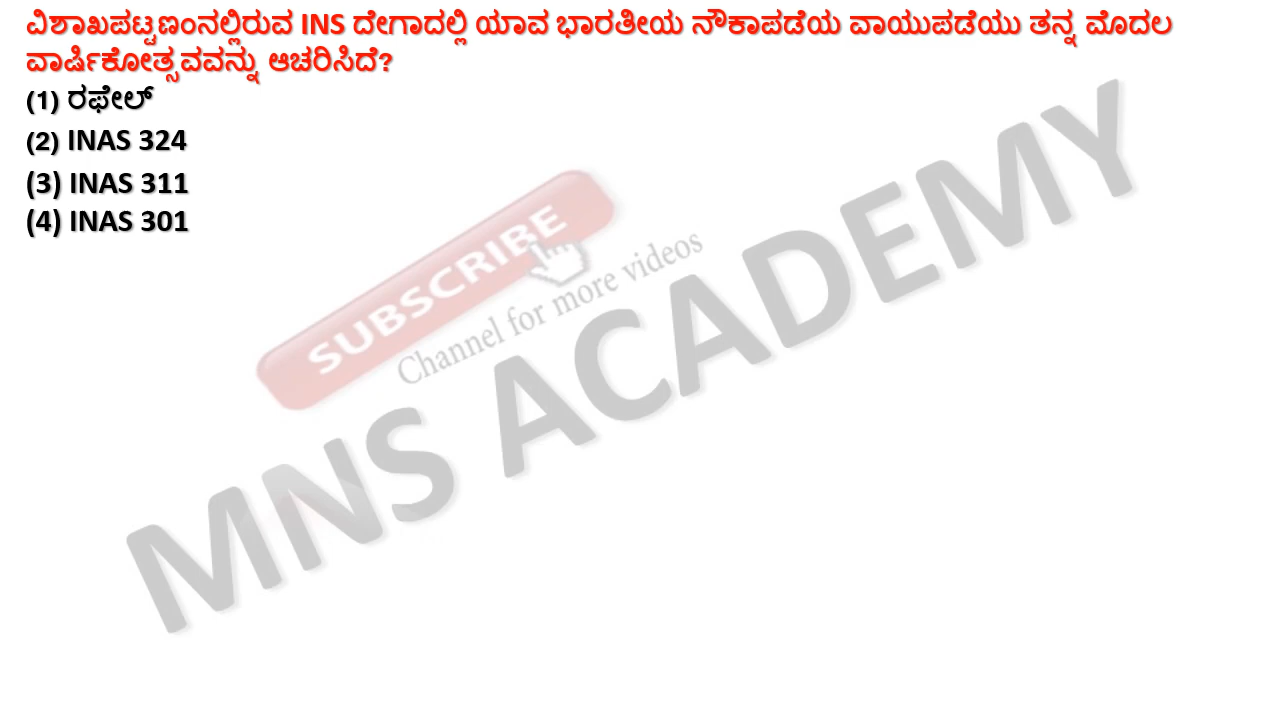 ವಿಶಾಖಪಟ್ಟಣಂನಲ್ಲಿರುವ INS ದೇಗಾದಲ್ಲಿ ಯಾವ ಭಾರತೀಯ ನೌಕಾಪಡೆಯ ವಾಯುಪಡೆಯು ತನ್ನ ಮೊದಲ
ವಾರ್ಷಿಕೋತ್ಸವವನ್ನು ಆಚರಿಸಿದೆ?
(1) ರಫೇಲ್
(2) INAS 324
(3) INAS 311
(4) INAS 301
SUBSCRIBE
Channel for more videos
MNS ACADEMY